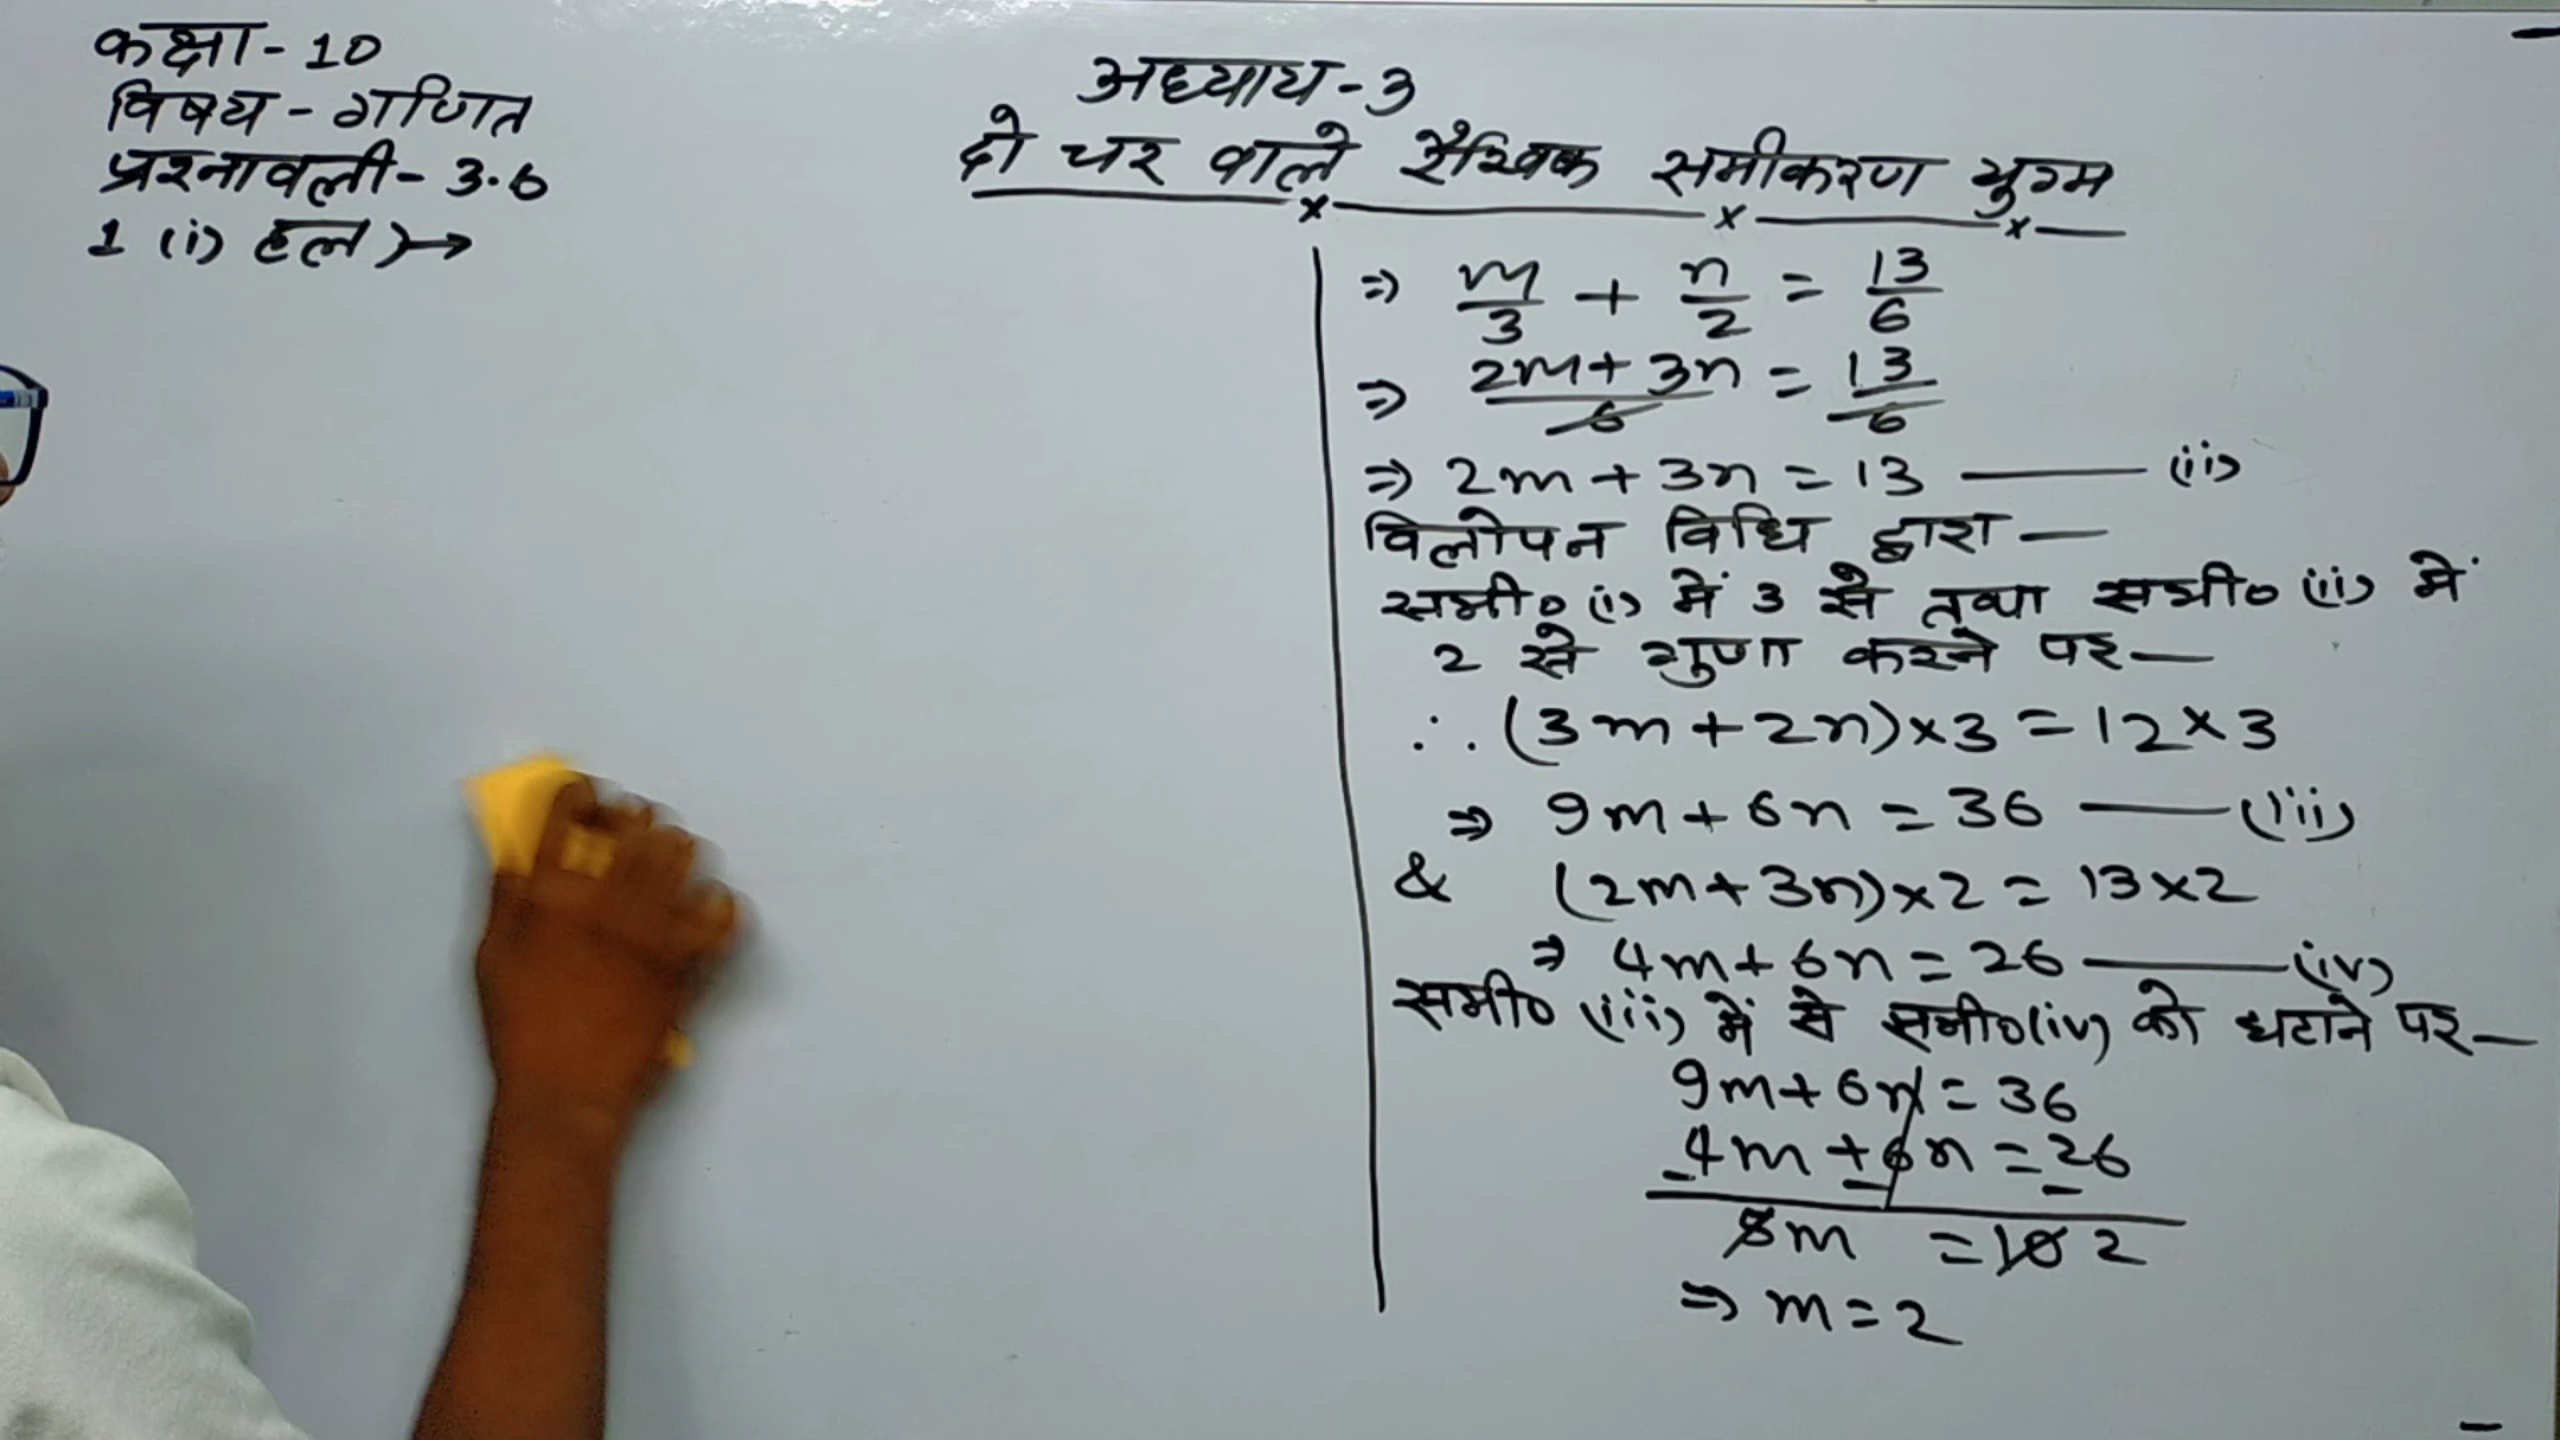 कक्षा - 10
विषय - गणित
प्रश्नावली - 3.6
1 (i) हल →
अध्याय - 3
दो चर वाले रैखिक समीकरण युग्म
⇒ m/3 + n/2 = 13/6
⇒ 2m + 3n/6 = 13/6
⇒ 2m + 3n = 13 —— (ii)
विलोपन विधि द्वारा —
समी० (i) में 3 से तथा समी० (ii) में
2 से गुणा करने पर —
∴ (3m + 2n) × 3 = 12 × 3
⇒ 9m + 6n = 36 —— (iii)
& (2m + 3n) × 2 = 13 × 2
⇒ 4m + 6n = 26 —— (iv)
समी० (iii) में से समी० (iv) को घटाने पर —
9m + 6n = 36
4m + 6n = 26
- - -
5m = 10 2
⇒ m = 2